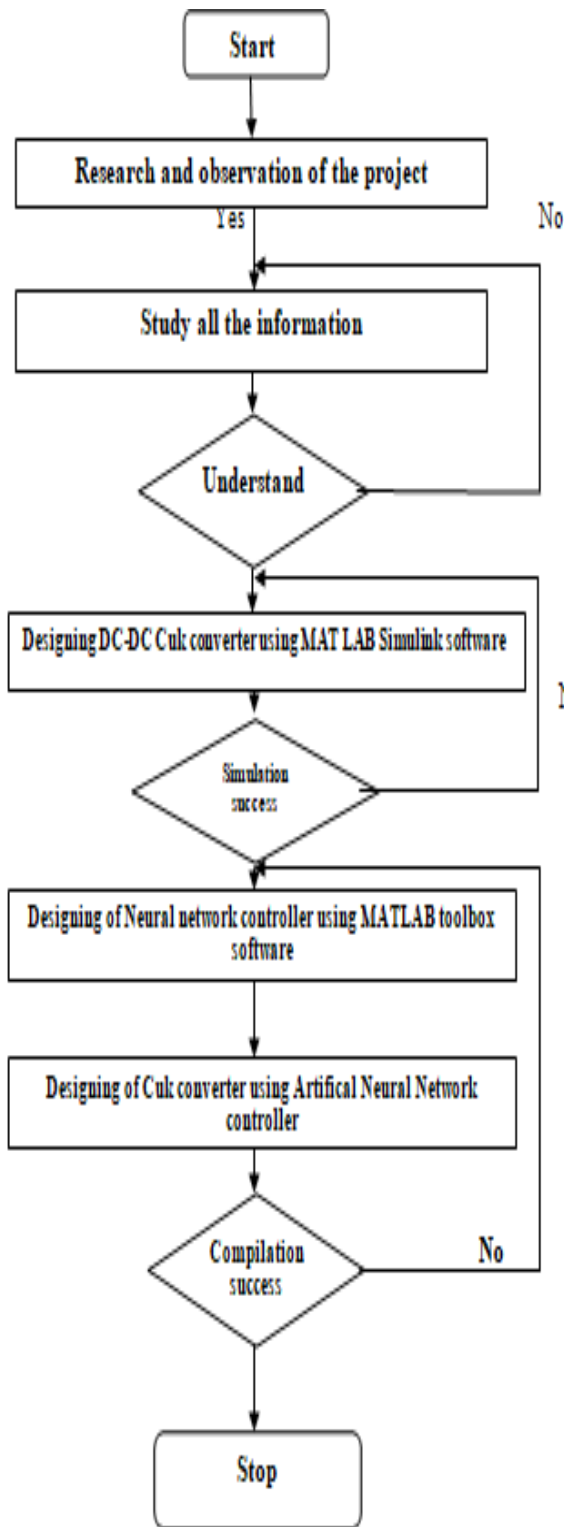 Start
Research and observation of the project
Yes
No
Study all the information
Understand
Designing DC-DC Cuk converter using MAT LAB Simulink software
Simulation
success
Designing of Neural network controller using MATLAB toolbox
software
Designing of Cuk converter using Artifical Neural Network
controller
Compilation
success
No
Stop